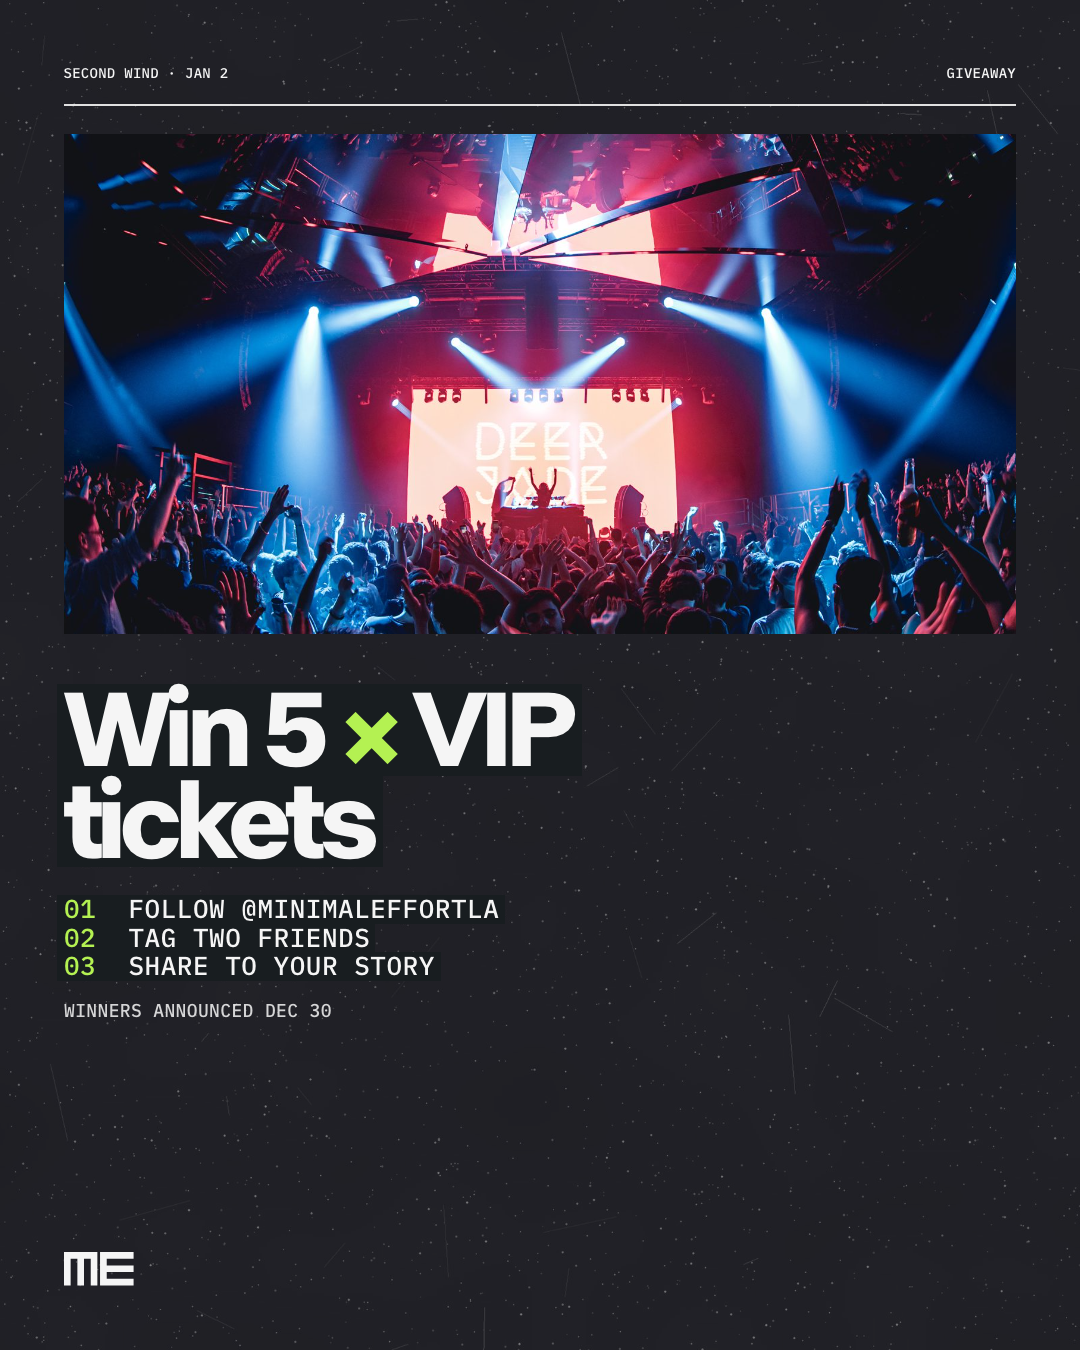 SECOND WIND · JAN 2
GIVEAWAY
DEER
JADE
Win 5 × VIP
tickets
01 FOLLOW @MINIMALEFFORTLA
02 TAG TWO FRIENDS
03 SHARE TO YOUR STORY
WINNERS ANNOUNCED DEC 30
ME